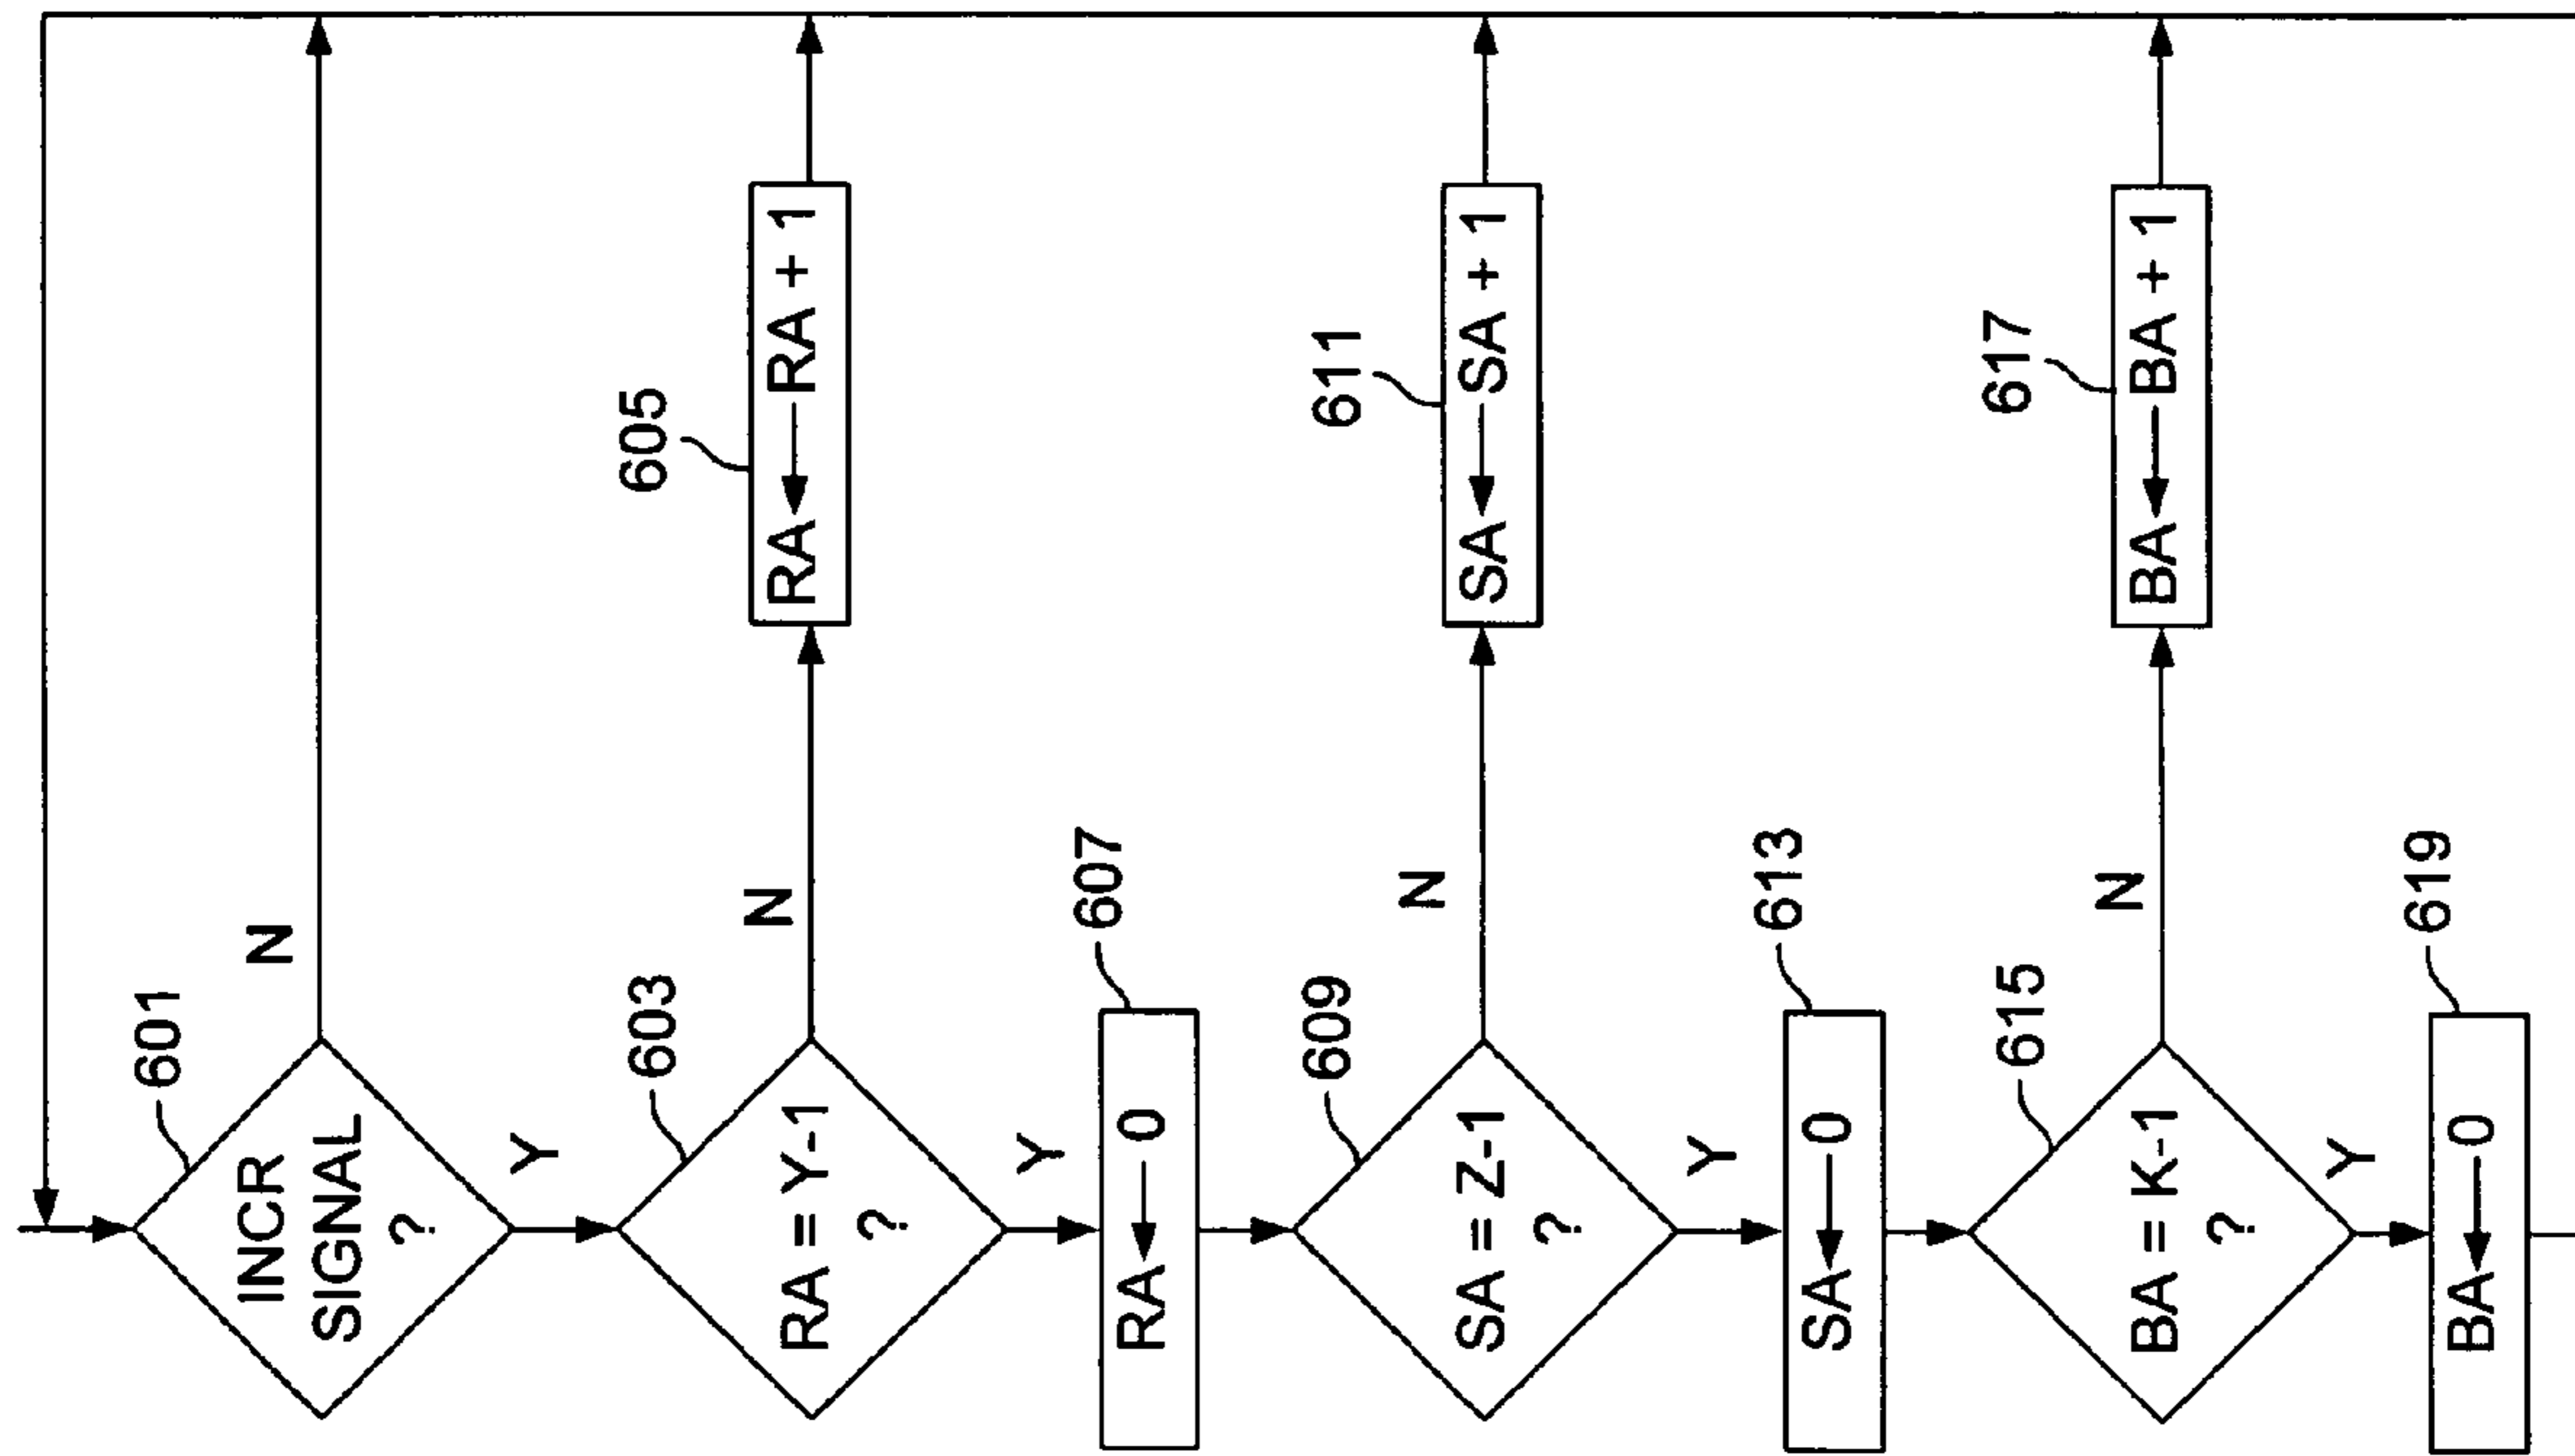 601
INCR
SIGNAL
?
N
Y
603
RA = Y-1
?
N
605
RA ← RA + 1
Y
607
RA ← 0
609
SA = Z-1
?
N
611
SA ← SA + 1
Y
613
SA ← 0
615
BA = K-1
?
N
617
BA ← BA + 1
Y
619
BA ← 0